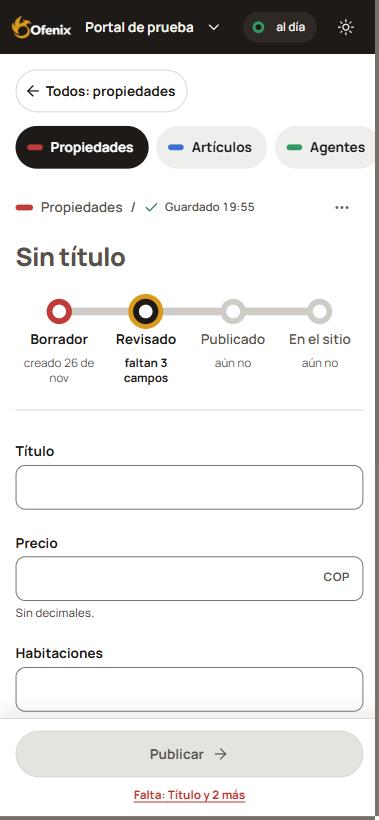 Ofenix Portal de prueba al día
← Todos: propiedades
Propiedades Artículos Agentes
Propiedades / ✓ Guardado 19:55 ...
Sin título
Borrador Revisado Publicado En el sitio
creado 26 de nov faltan 3 campos aún no aún no
Título
Precio
COP
Sin decimales.
Habitaciones
Publicar →
Falta: Título y 2 más